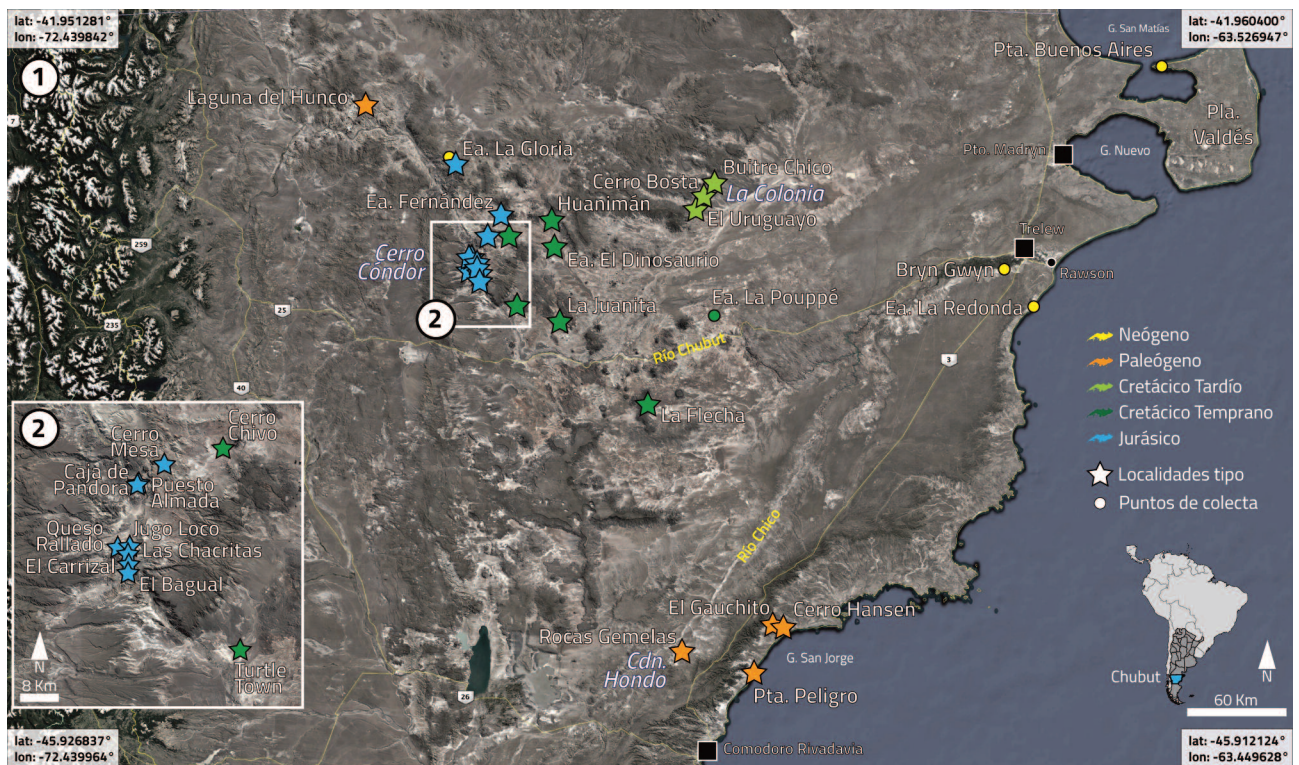 lat: -41.951281°
lon: -72.439842°
lat: -41.960400°
lon: -63.526947°
1
7
G. San Matías
Pta. Buenos Aires
Laguna del Hunco
Pla.
Valdés
Ea. La Gloria
Pto. Madryn
G. Nuevo
Buitre Chico
Cerro Bosta
La Colonia
Ea. Fernández
Huanimán
El Uruguayo
259
Cerro
Cóndor
Trelew
Ea. El Dinosaurio
Bryn Gwyn
Rawson
25
La Juanita
Ea. La Pouppé
Ea. La Redonda
2
235
Río Chubut
3
40
La Flecha
Neógeno
Paleógeno
Cretácico Tardío
Cretácico Temprano
Jurásico
Localidades tipo
Puntos de colecta
2
Cerro
Chivo
Cerro
Mesa
Caja de
Pandora
Puesto
Almada
Queso
Rallado
Jugo Loco
Las Chacritas
El Carrizal
El Bagual
Turtle
Town
N
8 Km
Río Chico
El Gauchito
Cerro Hansen
Rocas Gemelas
Cdn.
Hondo
G. San Jorge
Pta. Peligro
26
Chubut
N
60 Km
Comodoro Rivadavia
lat: -45.926837°
lon: -72.439964°
lat: -45.912124°
lon: -63.449628°